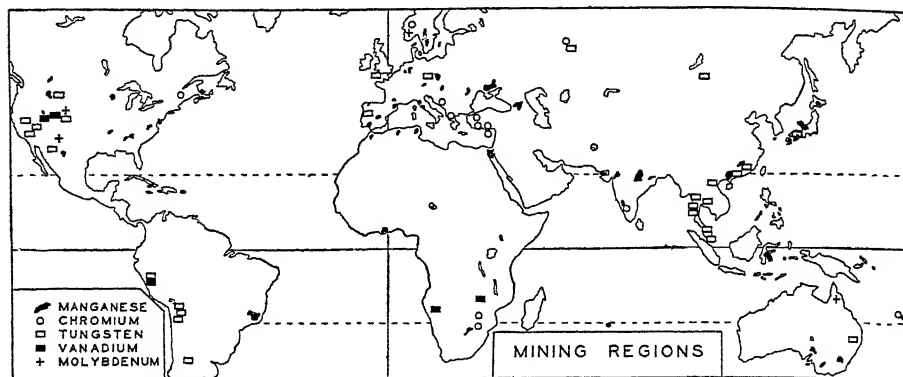 MANGANESE
CHROMIUM
TUNGSTEN
VANADIUM
MOLYBDENUM
MINING REGIONS